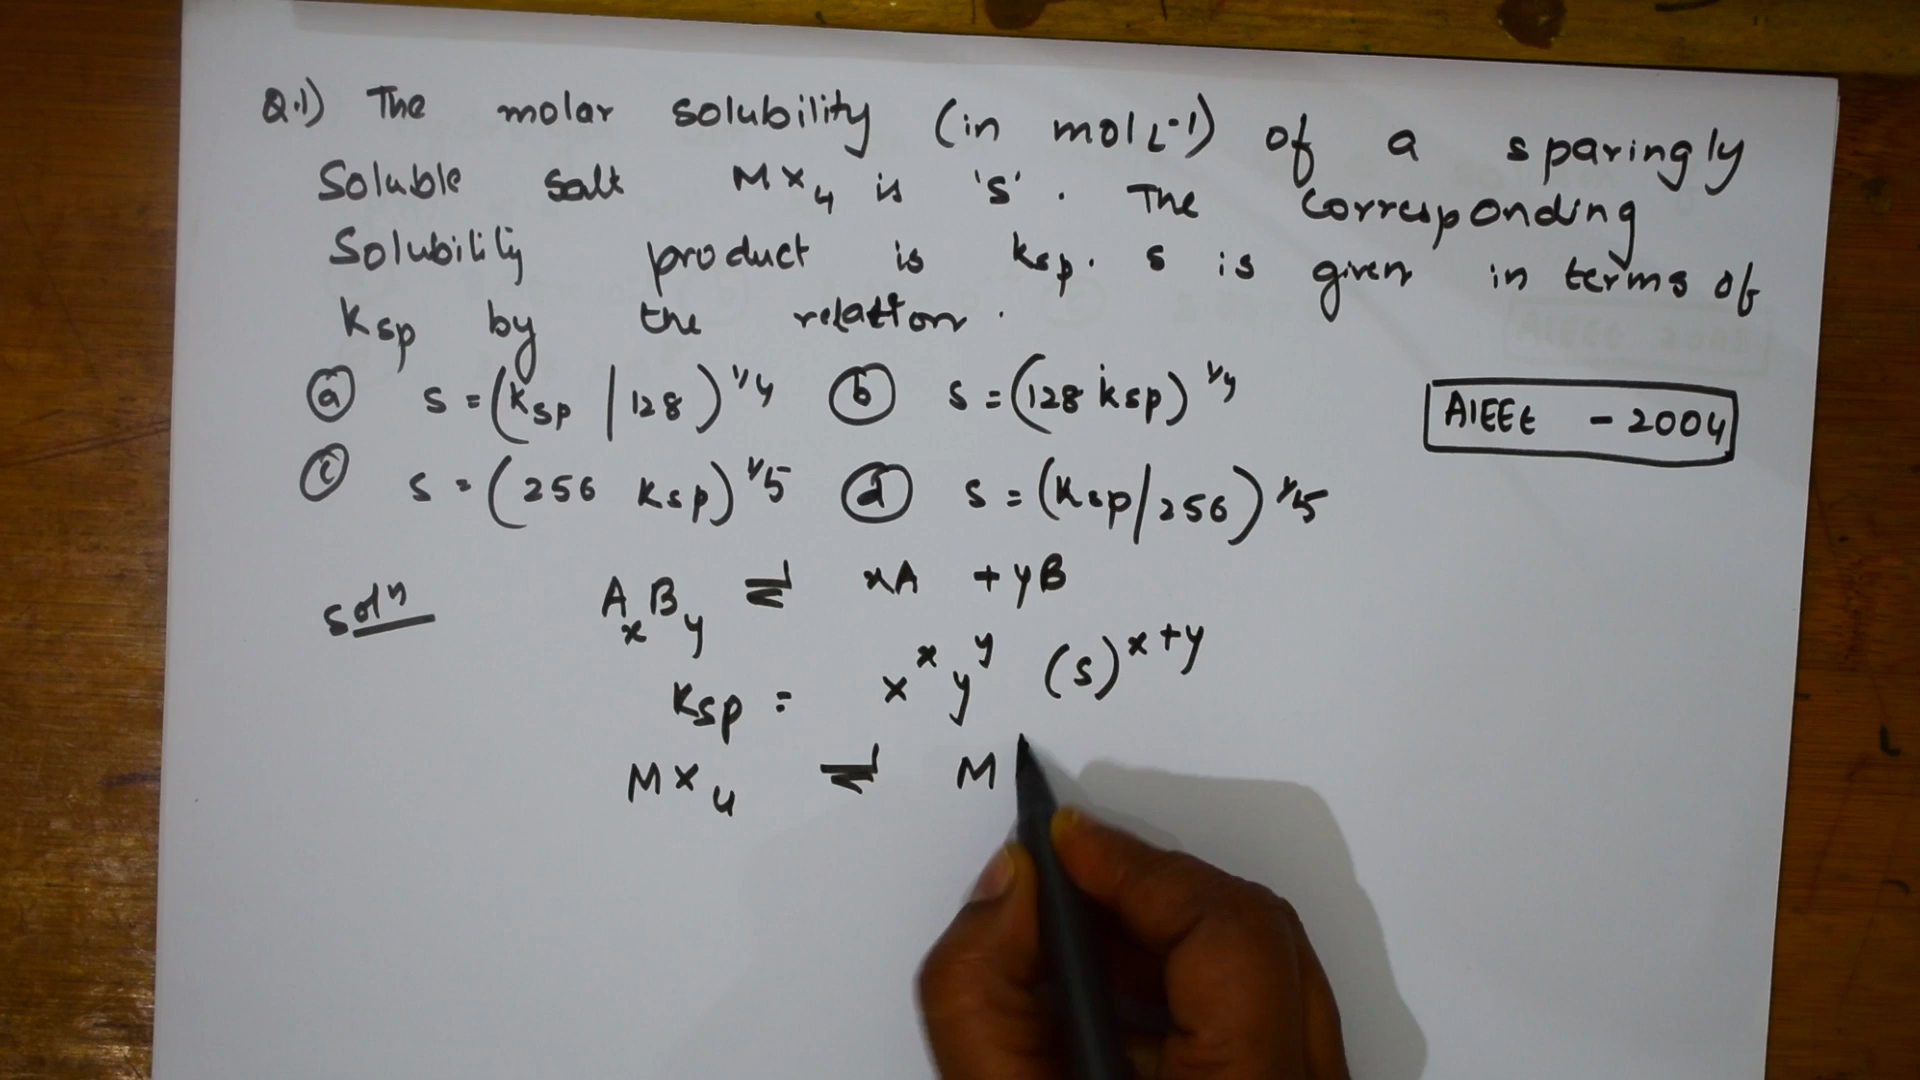 Q.1) The molar solubility (in mol L-1) of a sparingly
Soluble salt MX4 is 'S'. The corresponding
Solubility product is ksp. s is given in terms of
Ksp by the relation.
(a) s = (Ksp | 128)^1/4 (b) s = (128 ksp)^1/4
AIEEE - 2004
(c) s = (256 Ksp)^1/5 (d) s = (Ksp/256)^1/5
Soln AxBy ⇌ xA + yB
Ksp = x^x y^y (s)^x+y
MX4 ⇌ M